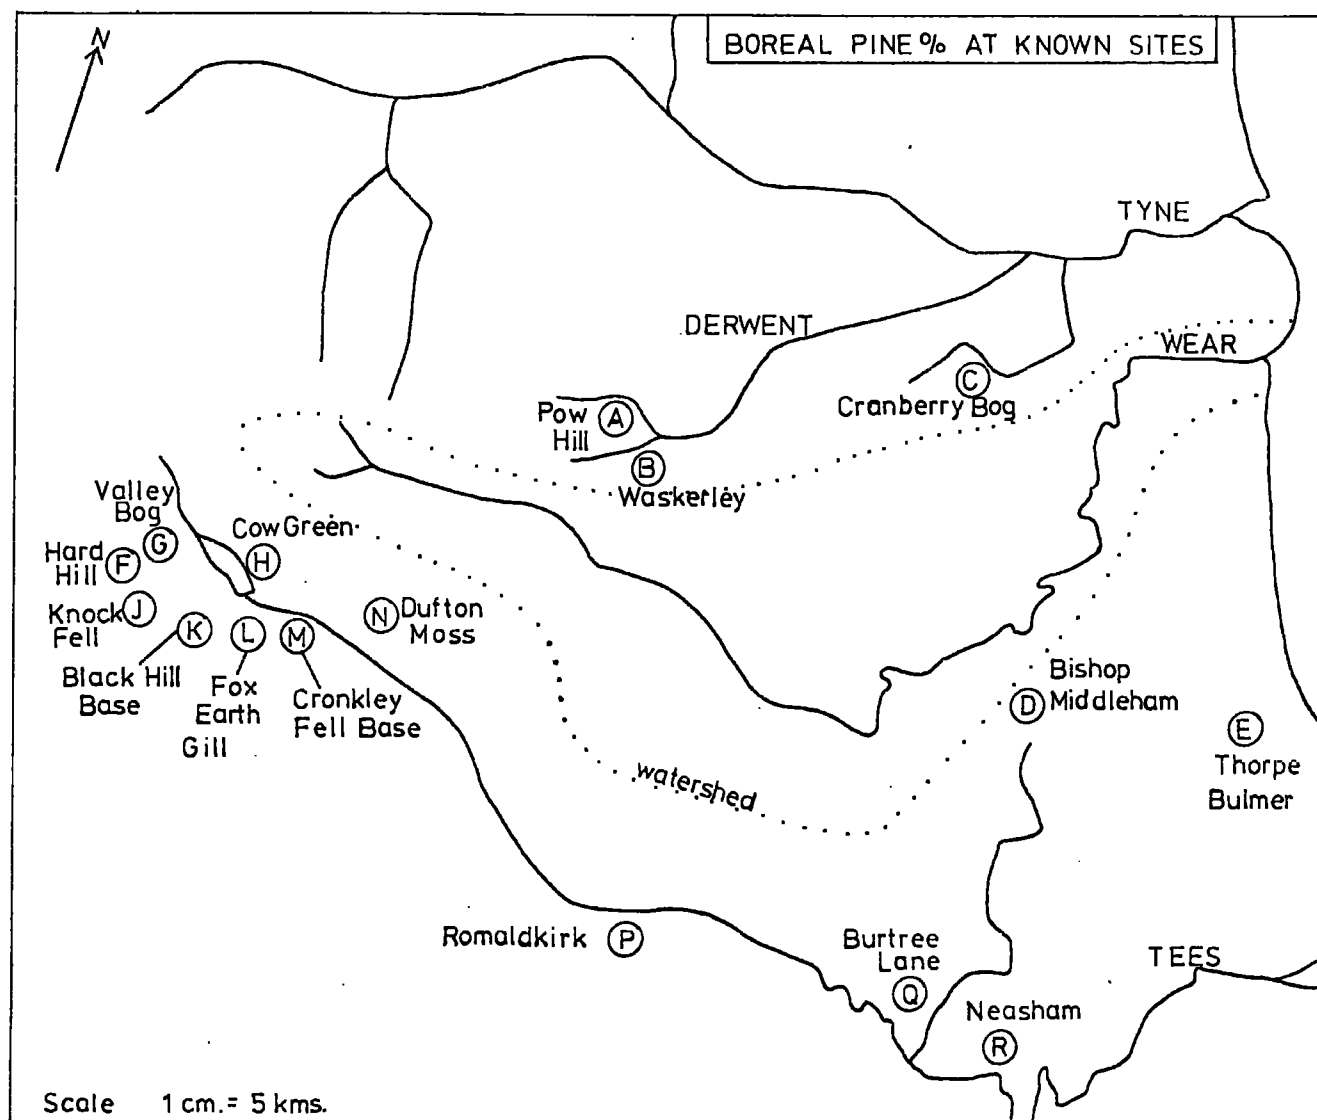 N
BOREAL PINE% AT KNOWN SITES
TYNE
DERWENT
WEAR
Pow
Hill
A
C
Cranberry Bog
B
Waskerley
Valley
Bog
G
Cow Green
H
Hard
Hill
F
Knock
Fell
J
K
Black Hill
Base
L
Fox
Earth
Gill
M
Cronkley
Fell Base
N
Dufton
Moss
Bishop
Middleham
D
E
Thorpe
Bulmer
watershed
Romaldkirk
P
Burtree
Lane
Q
TEES
Neasham
R
Scale 1 cm. = 5 kms.